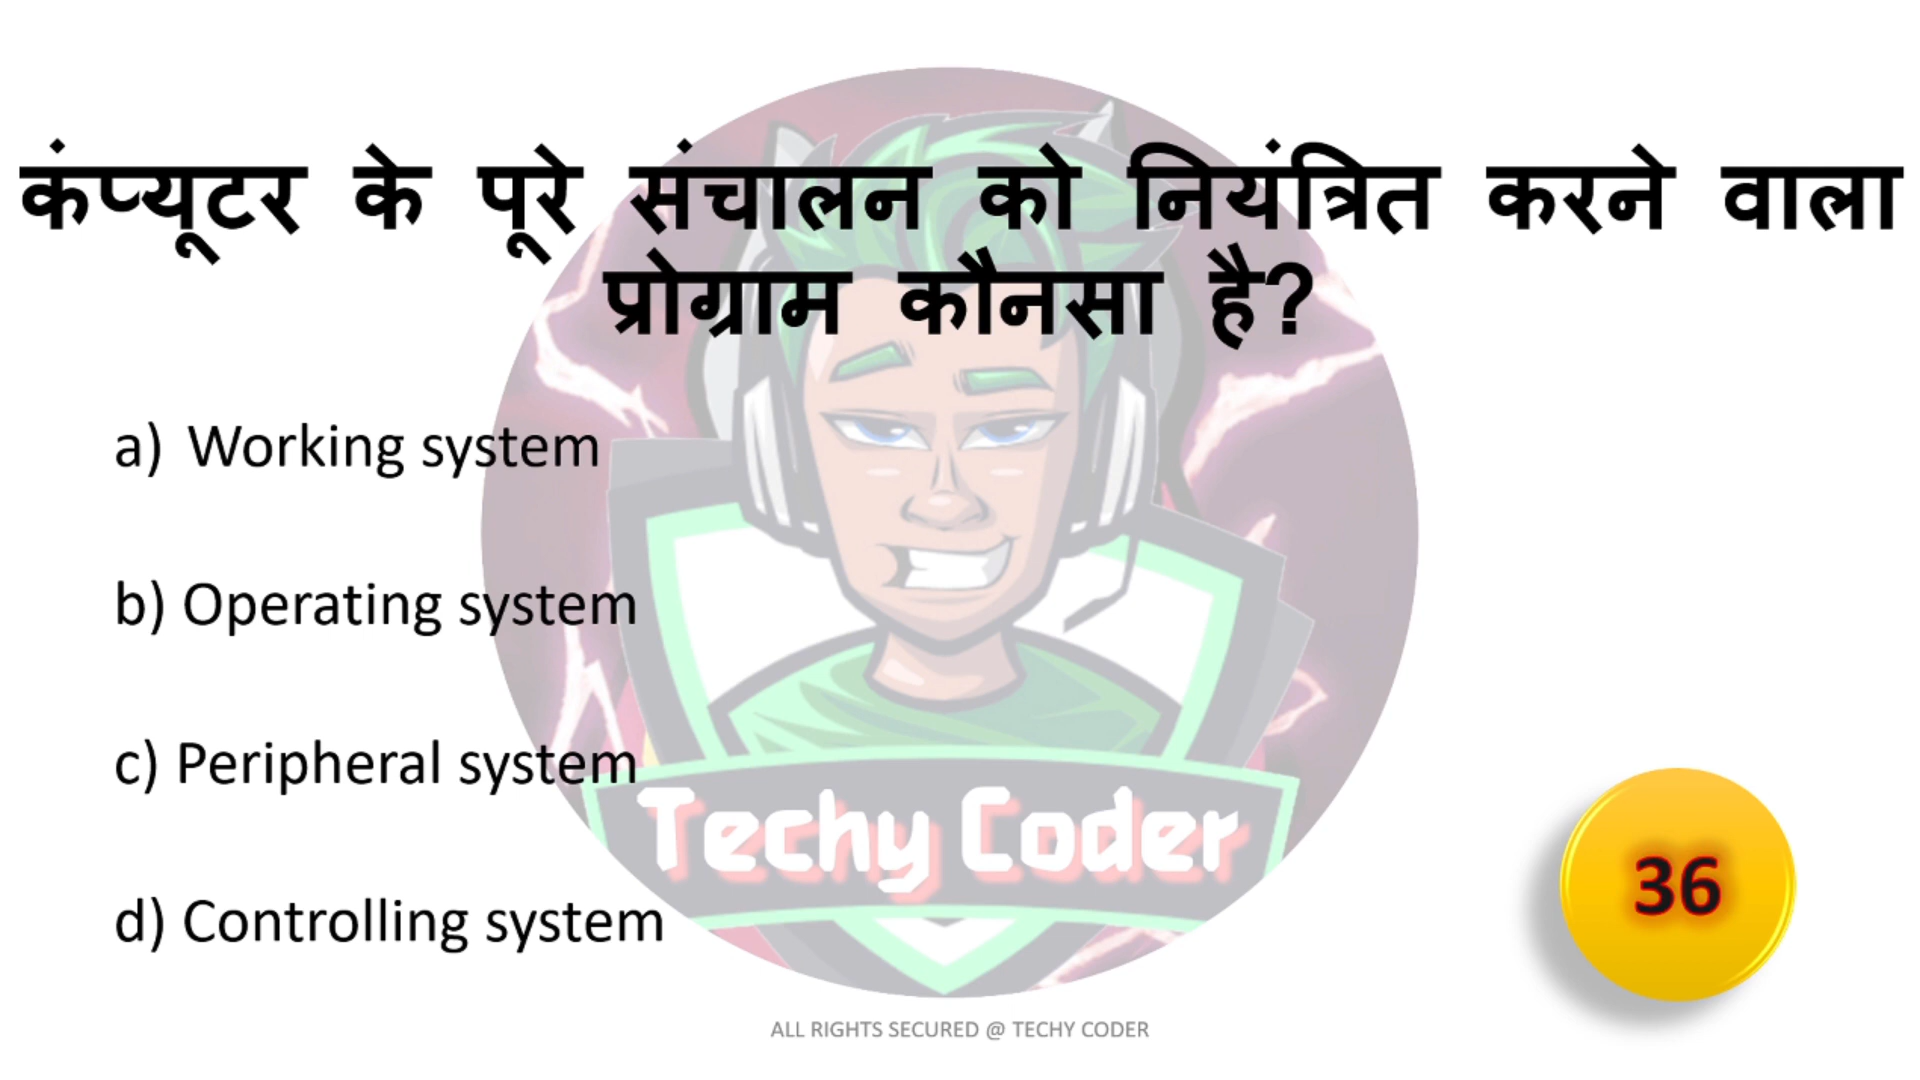 कंप्यूटर के पूरे संचालन को नियंत्रित करने वाला
प्रोग्राम कौनसा है?
a) Working system
b) Operating system
c) Peripheral system
d) Controlling system
Techy Coder
36
ALL RIGHTS SECURED @ TECHY CODER